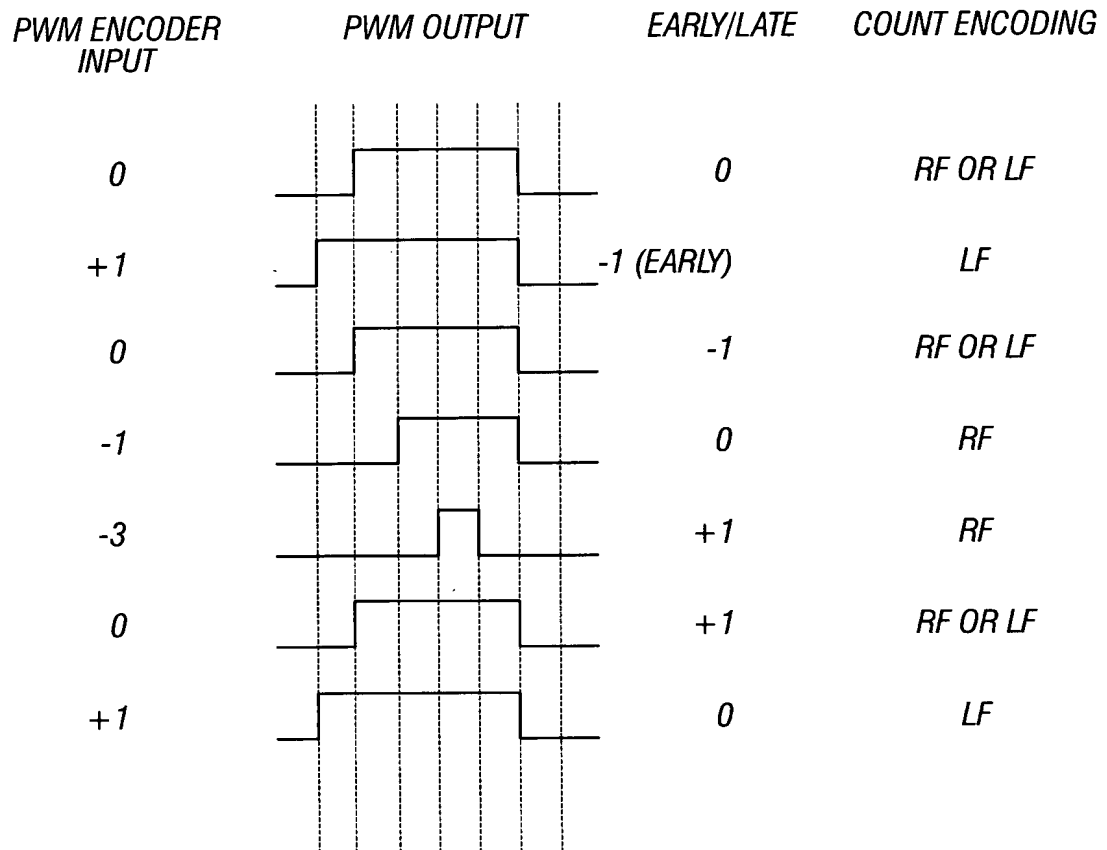 PWM ENCODER INPUT PWM OUTPUT EARLY/LATE COUNT ENCODING
0 0 RF OR LF
+1 -1 (EARLY) LF
0 -1 RF OR LF
-1 0 RF
-3 +1 RF
0 +1 RF OR LF
+1 0 LF